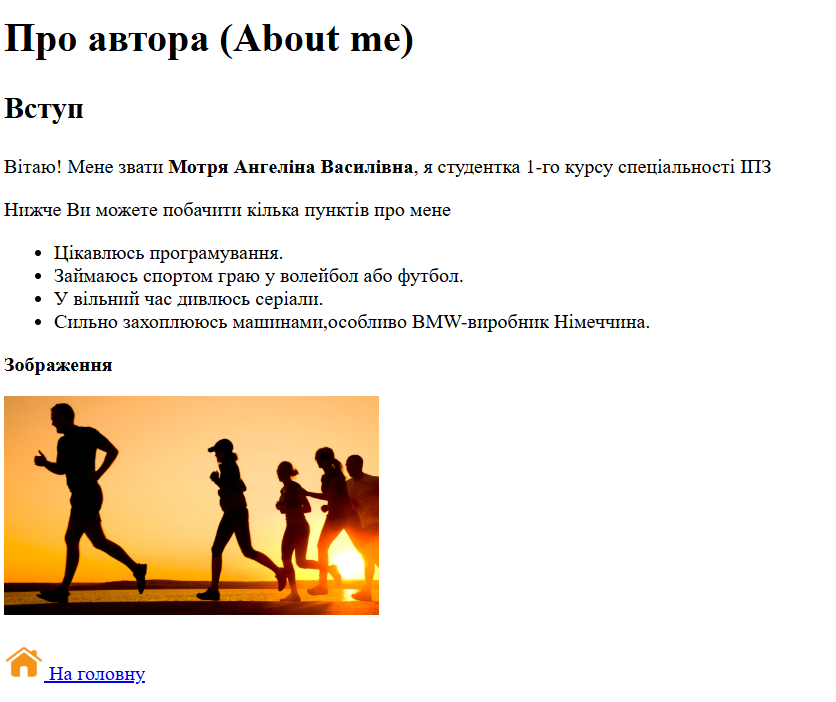 Про автора (About me)
Вступ
Вітаю! Мене звати Мотря Ангеліна Василівна, я студентка 1-го курсу спеціальності ІПЗ
Нижче Ви можете побачити кілька пунктів про мене
• Цікавлюсь програмування.
• Займаюсь спортом граю у волейбол або футбол.
• У вільний час дивлюсь серіали.
• Сильно захоплююсь машинами,особливо BMW-виробник Німеччина.
Зображення
На головну